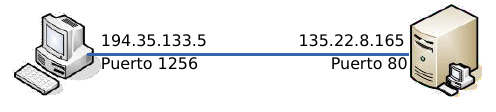 194.35.133.5
135.22.8.165
Puerto 1256
Puerto 80